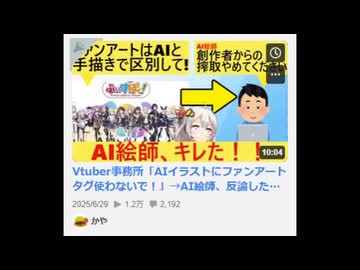 ファンアートはAIと
手描きで区別して!
AI絵師
創作者からの
搾取やめてください
AI絵師、キレた!!
10:04
Vtuber事務所「AIイラストにファンアート
タグ使わないで!」→AI絵師、反論した…
2025/6/29 1.2万 2,192
かや